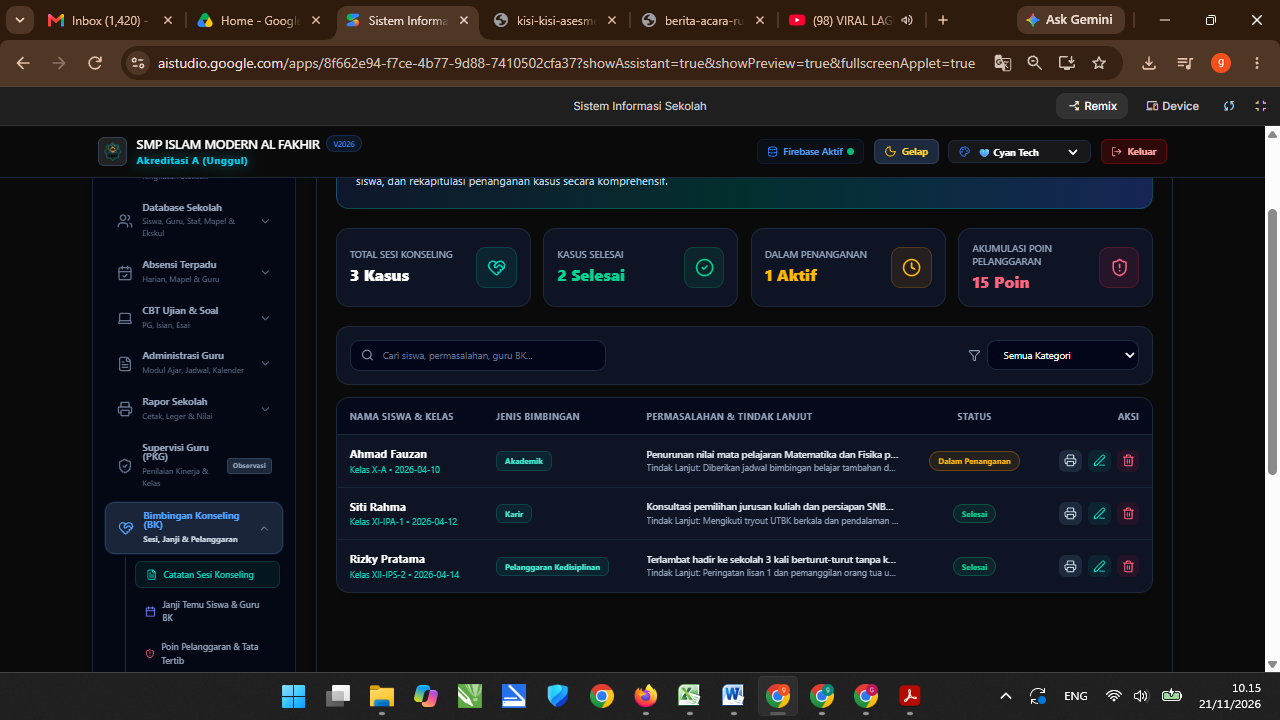 Inbox (1,420) -
Home - Google
Sistem Informa
kisi-kisi-asesme
berita-acara-ru
(98) VIRAL LAG
Ask Gemini
aistudio.google.com/apps/8f662e94-f7ce-4b77-9d88-7410502cfa37?showAssistant=true&showPreview=true&fullscreenApplet=true
g
Sistem Informasi Sekolah
Remix
Device
SMP ISLAM MODERN AL FAKHIR
V2026
Akreditasi A (Unggul)
Firebase Aktif
Gelap
Cyan Tech
Keluar
siswa, dan rekapitulasi penanganan kasus secara komprehensif.
Database Sekolah
Siswa, Guru, Staf, Mapel &
Ekskul
Absensi Terpadu
Harian, Mapel & Guru
CBT Ujian & Soal
PG, Isian, Esai
Administrasi Guru
Modul Ajar, Jadwal, Kalender
Rapor Sekolah
Cetak, Leger & Nilai
Supervisi Guru
(PKG)
Penilaian Kinerja &
Kelas
Observasi
Bimbingan Konseling
(BK)
Sesi, Janji & Pelanggaran
Catatan Sesi Konseling
Janji Temu Siswa & Guru
BK
Poin Pelanggaran & Tata
Tertib
TOTAL SESI KONSELING
3 Kasus
KASUS SELESAI
2 Selesai
DALAM PENANGANAN
1 Aktif
AKUMULASI POIN
PELANGGARAN
15 Poin
Cari siswa, permasalahan, guru BK...
Semua Kategori
NAMA SISWA & KELAS
JENIS BIMBINGAN
PERMASALAHAN & TINDAK LANJUT
STATUS
AKSI
Ahmad Fauzan
Kelas X-A • 2026-04-10
Akademik
Penurunan nilai mata pelajaran Matematika dan Fisika p...
Tindak Lanjut: Diberikan jadwal bimbingan belajar tambahan d...
Dalam Penanganan
Siti Rahma
Kelas XI-IPA-1 • 2026-04-12
Karir
Konsultasi pemilihan jurusan kuliah dan persiapan SNB...
Tindak Lanjut: Mengikuti tryout UTBK berkala dan pendalaman ...
Selesai
Rizky Pratama
Kelas XII-IPS-2 • 2026-04-14
Pelanggaran Kedisiplinan
Terlambat hadir ke sekolah 3 kali berturut-turut tanpa k...
Tindak Lanjut: Peringatan lisan 1 dan pemanggilan orang tua u...
Selesai
ENG
10.15
21/11/2026